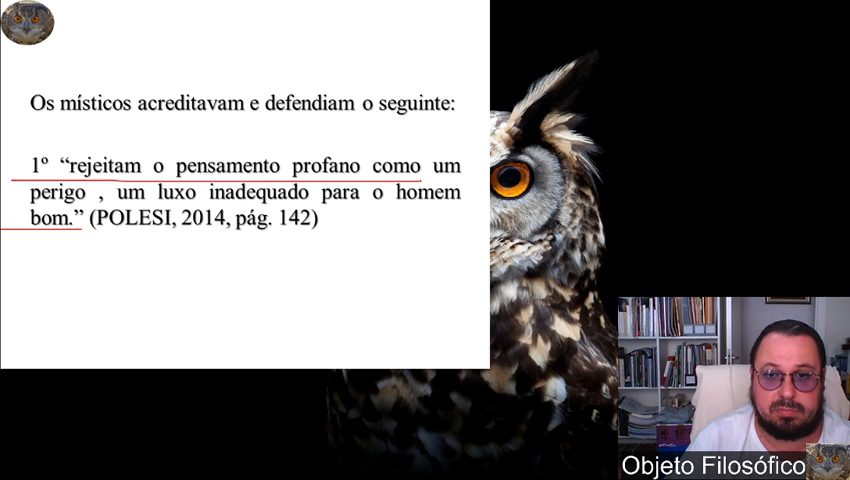 Os místicos acreditavam e defendiam o seguinte:
1º “rejeitam o pensamento profano como um
perigo , um luxo inadequado para o homem
bom.” (POLESI, 2014, pág. 142)
Objeto Filosófico